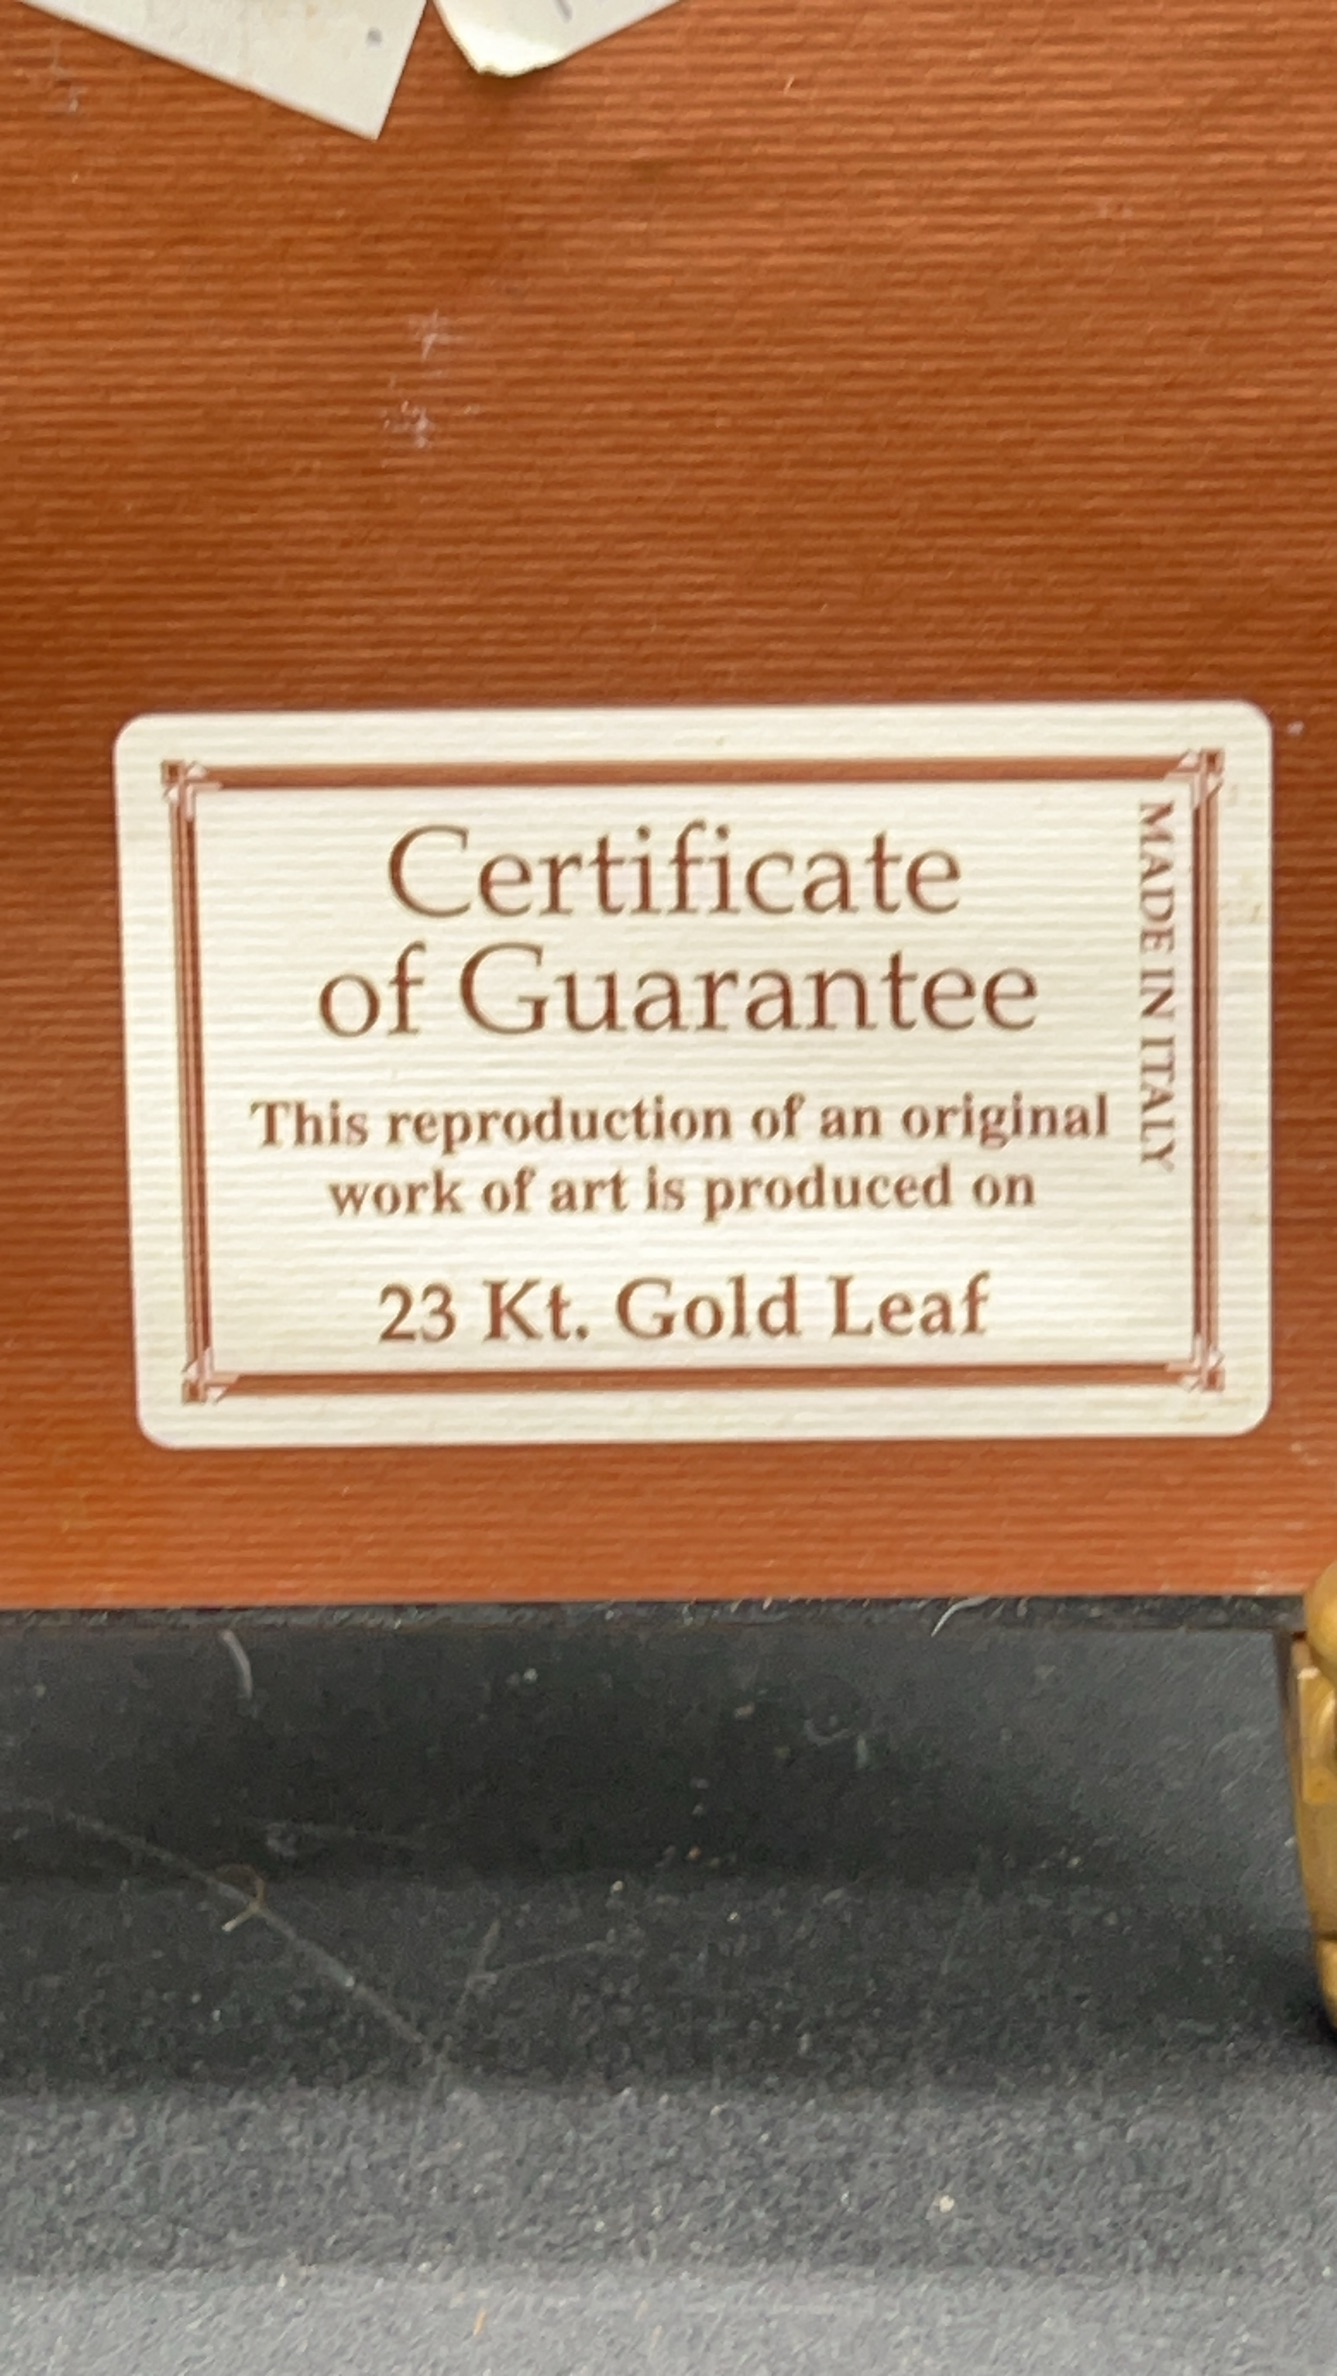 Certificate
of Guarantee
This reproduction of an original
work of art is produced on
23 Kt. Gold Leaf
MADE IN ITALY